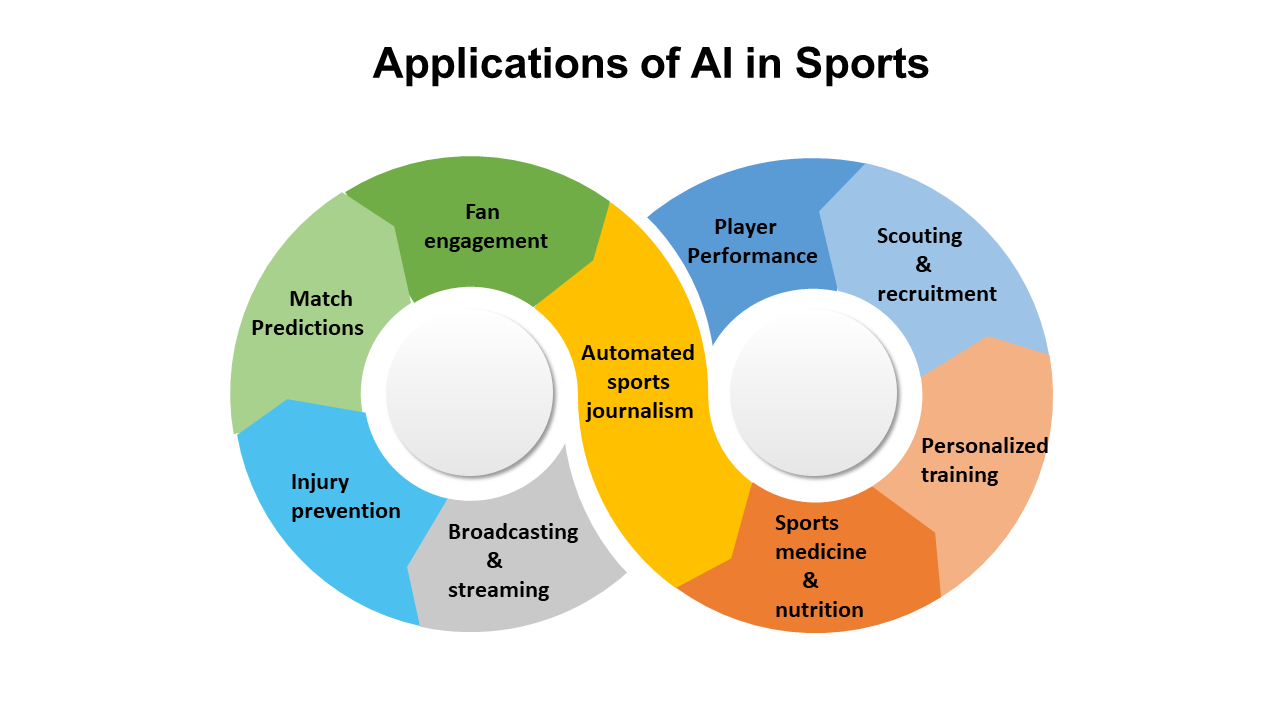 Applications of AI in Sports
Fan
engagement
Match
Predictions
Injury
prevention
Broadcasting
&
streaming
Automated
sports
journalism
Player
Performance
Scouting
&
recruitment
Personalized
training
Sports
medicine
&
nutrition